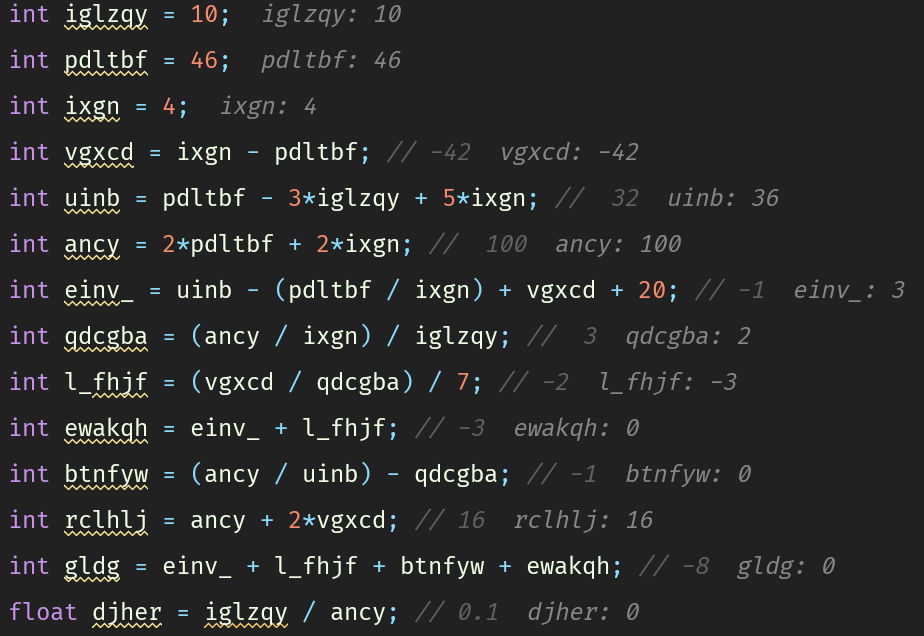 int iglzqy = 10;  iglzqy: 10
int pdltbf = 46;  pdltbf: 46
int ixgn = 4;  ixgn: 4
int vgxcd = ixgn - pdltbf; // -42  vgxcd: -42
int uinb = pdltbf - 3*iglzqy + 5*ixgn; //  32  uinb: 36
int ancy = 2*pdltbf + 2*ixgn; //  100  ancy: 100
int einv_ = uinb - (pdltbf / ixgn) + vgxcd + 20; // -1  einv_: 3
int qdcgba = (ancy / ixgn) / iglzqy; //  3  qdcgba: 2
int l_fhjf = (vgxcd / qdcgba) / 7; // -2  l_fhjf: -3
int ewakqh = einv_ + l_fhjf; // -3  ewakqh: 0
int btnfyw = (ancy / uinb) - qdcgba; // -1  btnfyw: 0
int rclhlj = ancy + 2*vgxcd; // 16  rclhlj: 16
int gldg = einv_ + l_fhjf + btnfyw + ewakqh; // -8  gldg: 0
float djher = iglzqy / ancy; // 0.1  djher: 0